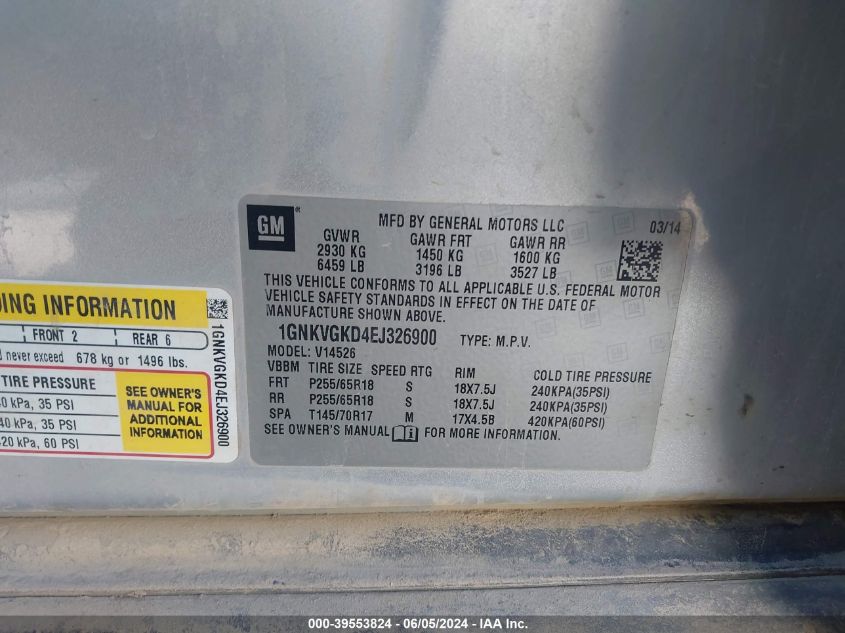 GM
MFD BY GENERAL MOTORS LLC
03/14
GVWR GAWR FRT GAWR RR
2930 KG 1450 KG 1600 KG
6459 LB 3196 LB 3527 LB
THIS VEHICLE CONFORMS TO ALL APPLICABLE U.S. FEDERAL MOTOR
VEHICLE SAFETY STANDARDS IN EFFECT ON THE DATE OF
MANUFACTURE SHOWN ABOVE.
1GNKVGKD4EJ326900 TYPE: M.P.V.
MODEL: V14526
VBBM TIRE SIZE SPEED RTG RIM COLD TIRE PRESSURE
FRT P255/65R18 S 18X7.5J 240KPA(35PSI)
RR P255/65R18 S 18X7.5J 240KPA(35PSI)
SPA T145/70R17 M 17X4.5B 420KPA(60PSI)
SEE OWNER'S MANUAL FOR MORE INFORMATION.
DING INFORMATION
FRONT 2 REAR 6
never exceed 678 kg or 1496 lbs.
TIRE PRESSURE
0 kPa, 35 PSI
40 kPa, 35 PSI
420 kPa, 60 PSI
SEE OWNER'S
MANUAL FOR
ADDITIONAL
INFORMATION
1GNKVGKD4EJ326900
000-39553824 - 06/05/2024 - U.S.A.